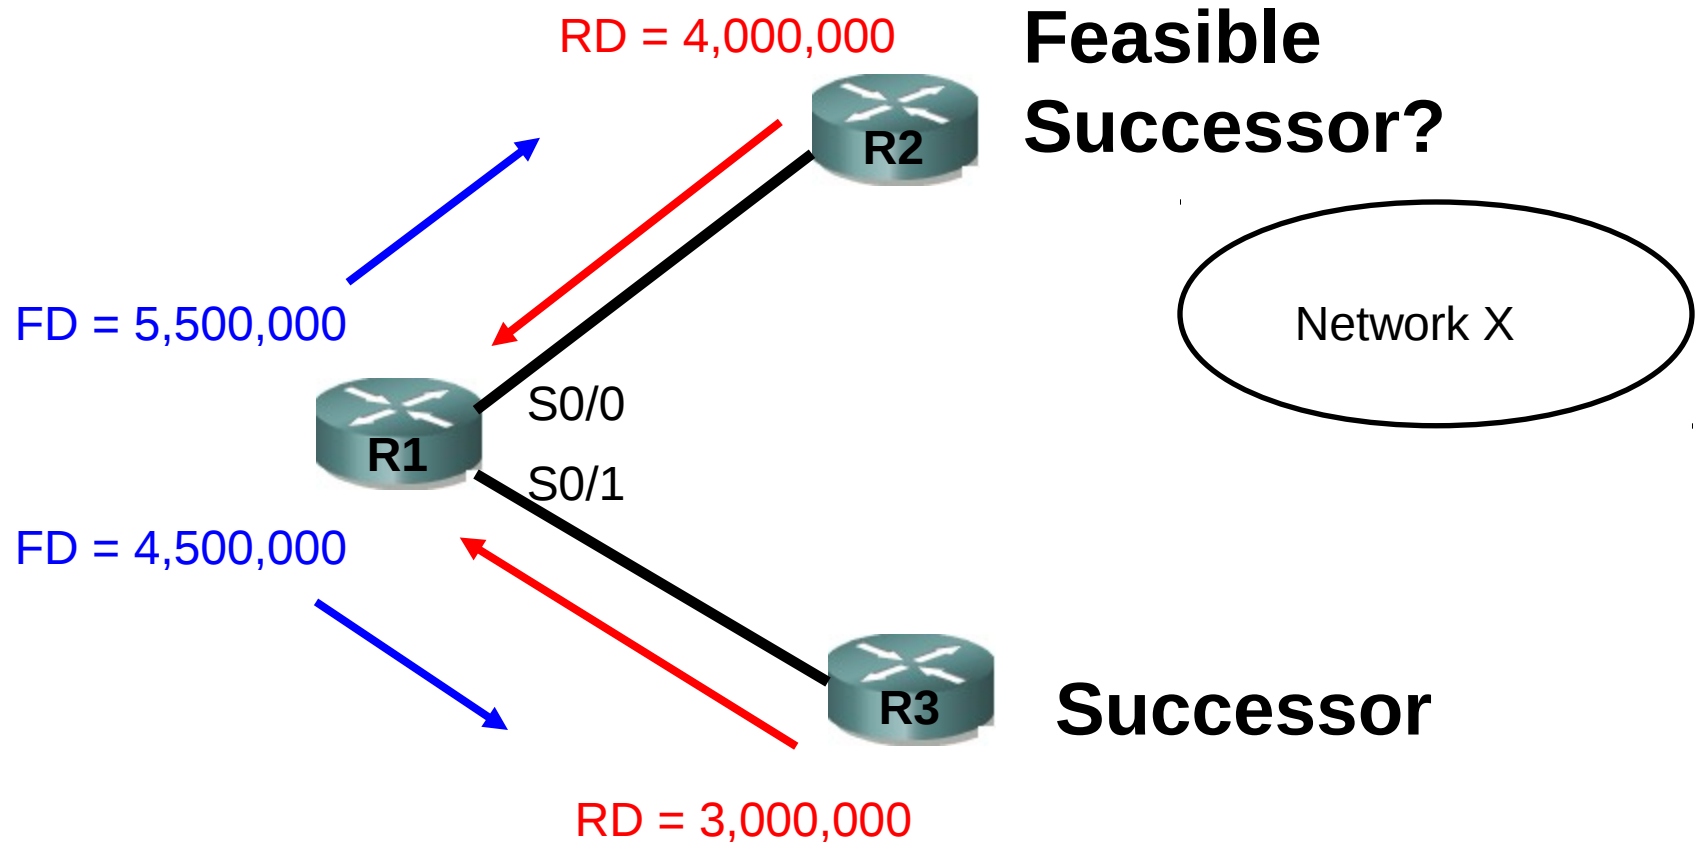 RD = 4,000,000
Feasible
Successor?
R2
FD = 5,500,000
Network X
S0/0
R1
S0/1
FD = 4,500,000
R3
Successor
RD = 3,000,000